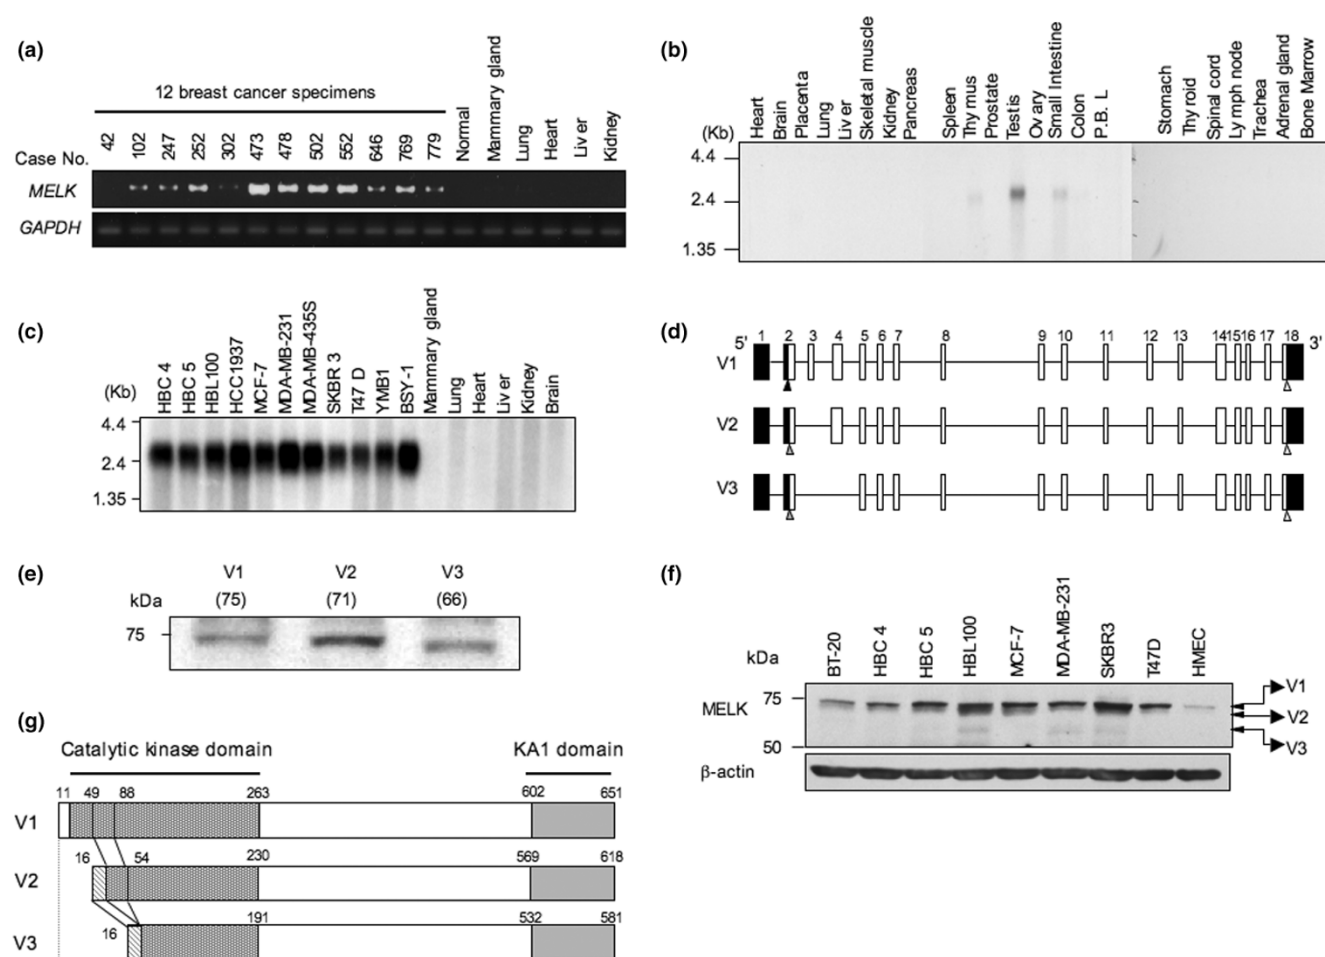 (a)
12 breast cancer specimens
Case No. 42 102 247 252 302 473 478 502 552 646 769 779 Normal Mammary gland Lung Heart Liver Kidney
MELK
GAPDH
(b)
(Kb) Heart Brain Placenta Lung Liver Skeletal muscle Kidney Pancreas Spleen Thymus Prostate Testis Ovary Small Intestine Colon P.B. L Stomach Thyroid Spinal cord Lymph node Trachea Adrenal gland Bone Marrow
4.4
2.4
1.35
(c)
(Kb) HBC 4 HBC 5 HBL100 HCC1937 MCF-7 MDA-MB-231 MDA-MB-435S SKBR 3 T47 D YMB1 BSY-1 Mammary gland Lung Heart Liver Kidney Brain
4.4
2.4
1.35
(d)
5' 1 2 3 4 5 6 7 8 9 10 11 12 13 14 15 16 17 18 3'
V1
V2
V3
(e)
V1 V2 V3
kDa (75) (71) (66)
75
(f)
kDa BT-20 HBC 4 HBC 5 HBL100 MCF-7 MDA-MB-231 SKBR3 T47D HMEC
75
MELK
50
V1
V2
V3
β-actin
(g)
Catalytic kinase domain KA1 domain
11 49 88 263 602 651
V1
16 54 230 569 618
V2
16 191 532 581
V3